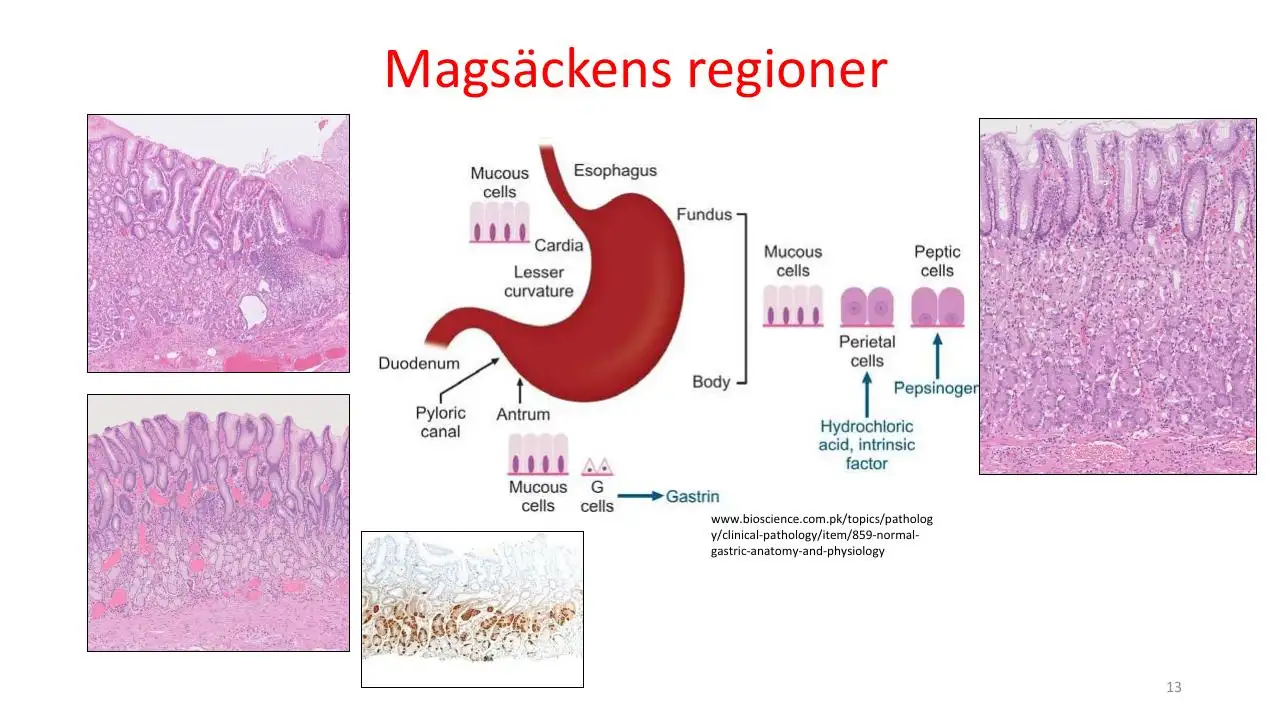 Magsäckens regioner
Mucous
cells
Esophagus
Cardia
Lesser
curvature
Fundus
Body
Mucous
cells
Peptic
cells
Perietal
cells
Pepsinogen
Hydrochloric
acid, intrinsic
factor
Duodenum
Pyloric
canal
Antrum
Mucous
cells
G
cells
Gastrin
www.bioscience.com.pk/topics/patholog
y/clinical-pathology/item/859-normal-
gastric-anatomy-and-physiology
13